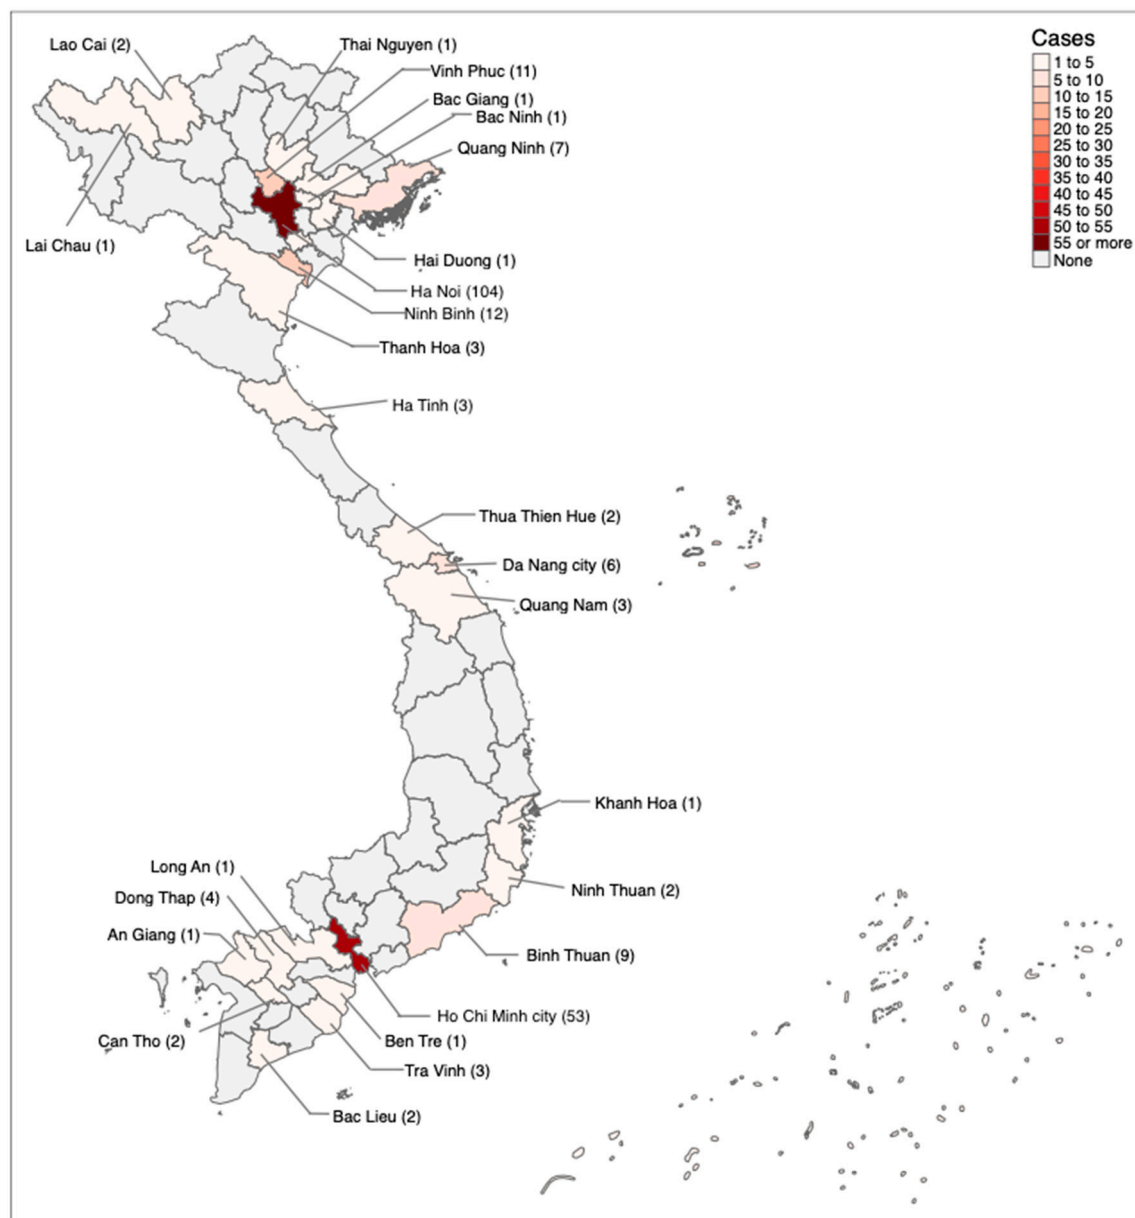 Cases
1 to 5
5 to 10
10 to 15
15 to 20
20 to 25
25 to 30
30 to 35
35 to 40
40 to 45
45 to 50
50 to 55
55 or more
None
Lao Cai (2)
Thai Nguyen (1)
Vinh Phuc (11)
Bac Giang (1)
Bac Ninh (1)
Quang Ninh (7)
Lai Chau (1)
Hai Duong (1)
Ha Noi (104)
Ninh Binh (12)
Thanh Hoa (3)
Ha Tinh (3)
Thua Thien Hue (2)
Da Nang city (6)
Quang Nam (3)
Khanh Hoa (1)
Long An (1)
Ninh Thuan (2)
Dong Thap (4)
An Giang (1)
Binh Thuan (9)
Ho Chi Minh city (53)
Can Tho (2)
Ben Tre (1)
Tra Vinh (3)
Bac Lieu (2)